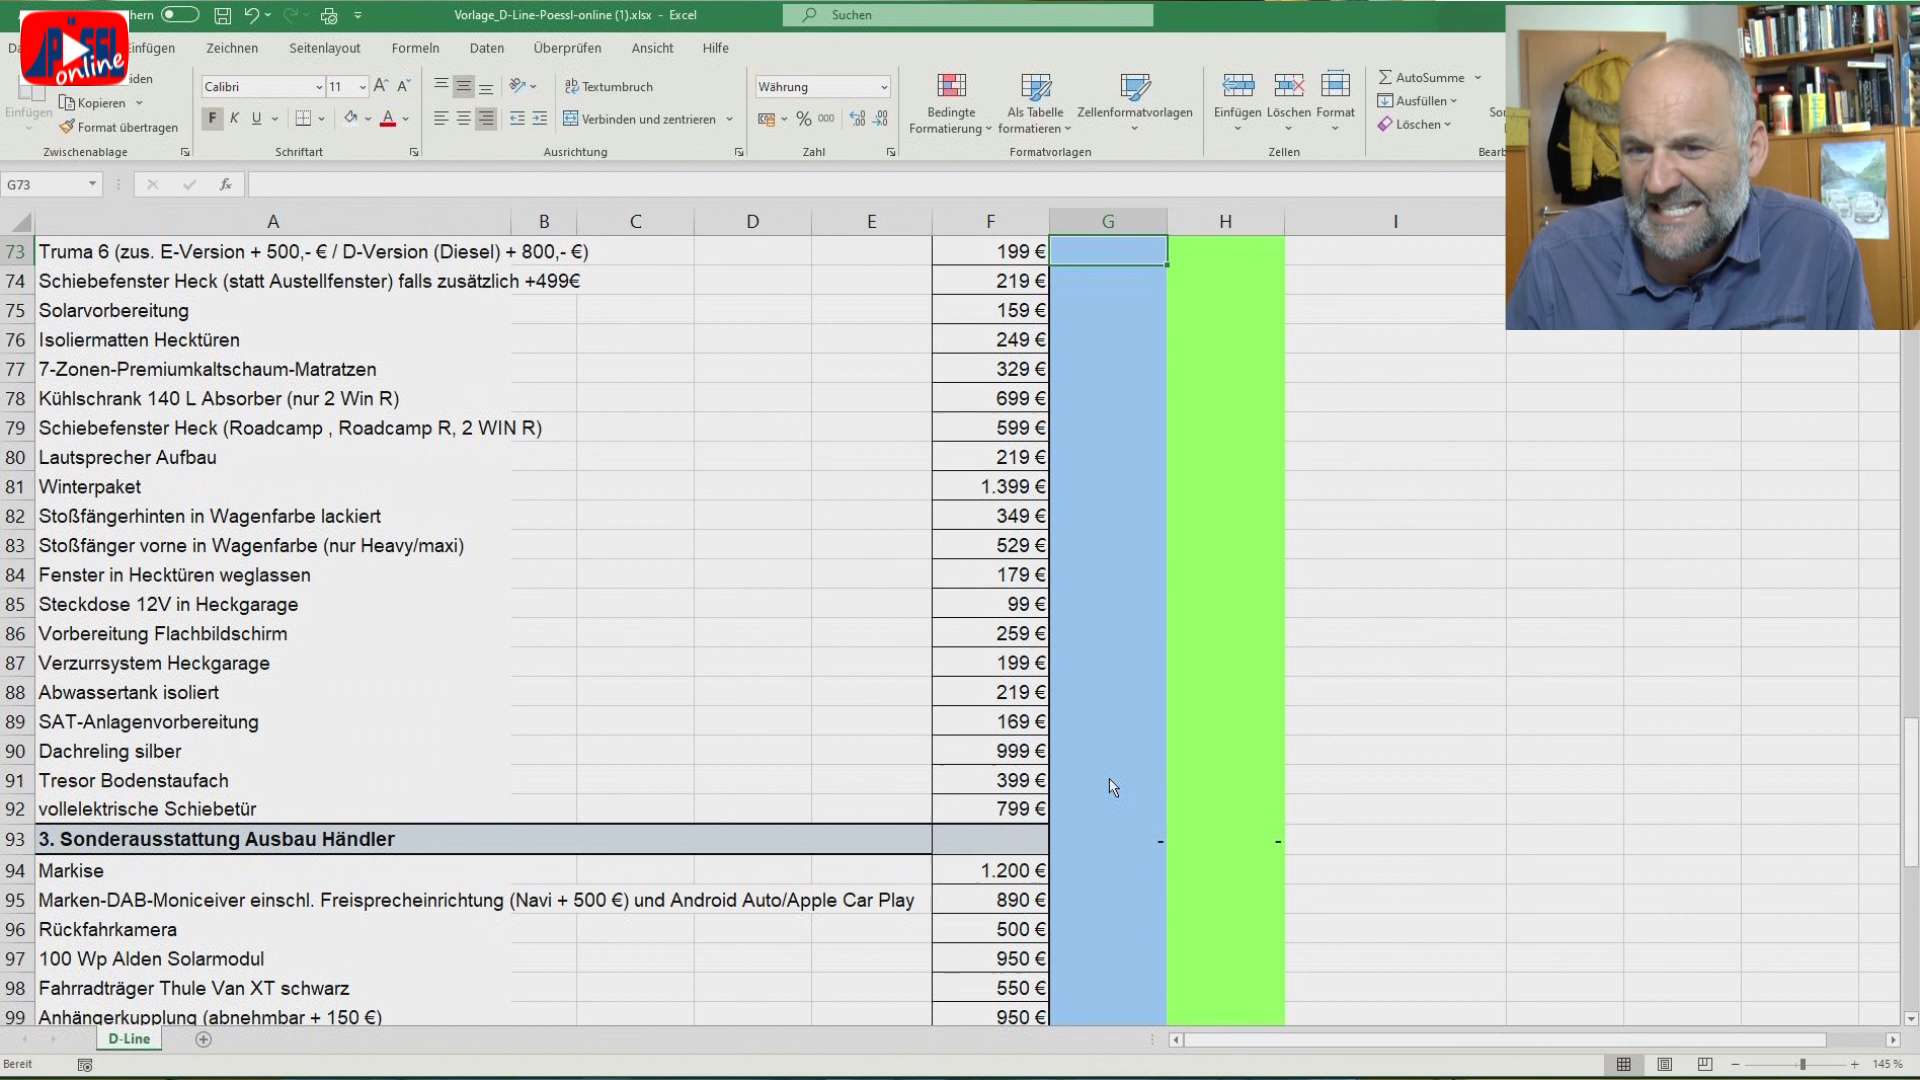 hern
Vorlage_D-Line-Poessl-online (1).xlsx - Excel
Suchen
PÖSSL
online
infügen
Zeichnen
Seitenlayout
Formeln
Daten
Überprüfen
Ansicht
Hilfe
Einfügen
eiden
Kopieren
Format übertragen
Zwischenablage
Calibri
11
F K U
Schriftart
Textumbruch
Verbinden und zentrieren
Ausrichtung
Währung
% 000
Zahl
Bedingte Formatierung
Als Tabelle formatieren
Zellenformatvorlagen
Formatvorlagen
Einfügen
Löschen
Format
Zellen
AutoSumme
Ausfüllen
Löschen
So
Bearb
G73
fx
A B C D E F G H I
73 Truma 6 (zus. E-Version + 500,- € / D-Version (Diesel) + 800,- €) 199 €
74 Schiebefenster Heck (statt Austellfenster) falls zusätzlich +499€ 219 €
75 Solarvorbereitung 159 €
76 Isoliermatten Hecktüren 249 €
77 7-Zonen-Premiumkaltschaum-Matratzen 329 €
78 Kühlschrank 140 L Absorber (nur 2 Win R) 699 €
79 Schiebefenster Heck (Roadcamp , Roadcamp R, 2 WIN R) 599 €
80 Lautsprecher Aufbau 219 €
81 Winterpaket 1.399 €
82 Stoßfängerhinten in Wagenfarbe lackiert 349 €
83 Stoßfänger vorne in Wagenfarbe (nur Heavy/maxi) 529 €
84 Fenster in Hecktüren weglassen 179 €
85 Steckdose 12V in Heckgarage 99 €
86 Vorbereitung Flachbildschirm 259 €
87 Verzurrsystem Heckgarage 199 €
88 Abwassertank isoliert 219 €
89 SAT-Anlagenvorbereitung 169 €
90 Dachreling silber 999 €
91 Tresor Bodenstaufach 399 €
92 vollelektrische Schiebetür 799 €
93 3. Sonderausstattung Ausbau Händler - -
94 Markise 1.200 €
95 Marken-DAB-Moniceiver einschl. Freisprecheinrichtung (Navi + 500 €) und Android Auto/Apple Car Play 890 €
96 Rückfahrkamera 500 €
97 100 Wp Alden Solarmodul 950 €
98 Fahrradträger Thule Van XT schwarz 550 €
99 Anhängerkupplung (abnehmbar + 150 €) 950 €
D-Line
Bereit
145 %